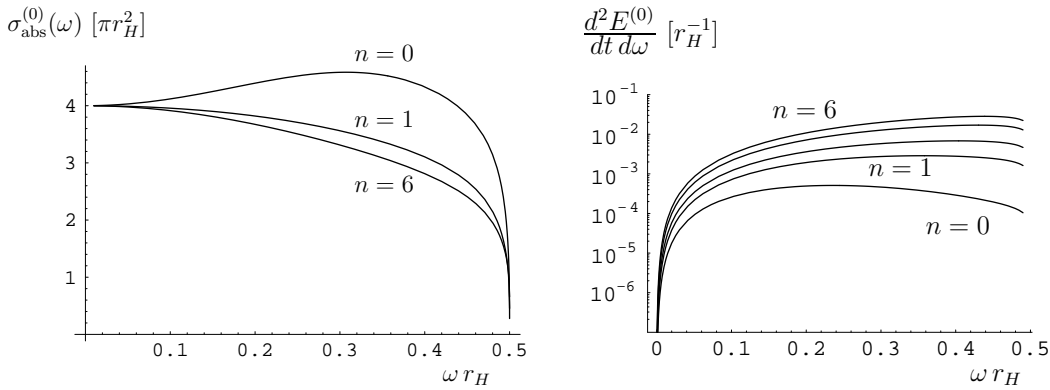 σ_abs^(0)(ω) [πr_H^2]
n = 0
4
n = 1
3
n = 6
2
1
0.1 0.2 0.3 0.4 0.5
ω r_H
d^2 E^(0) / dt dω [r_H^-1]
10^-1
n = 6
10^-2
10^-3
n = 1
10^-4
n = 0
10^-5
10^-6
0 0.1 0.2 0.3 0.4 0.5
ω r_H